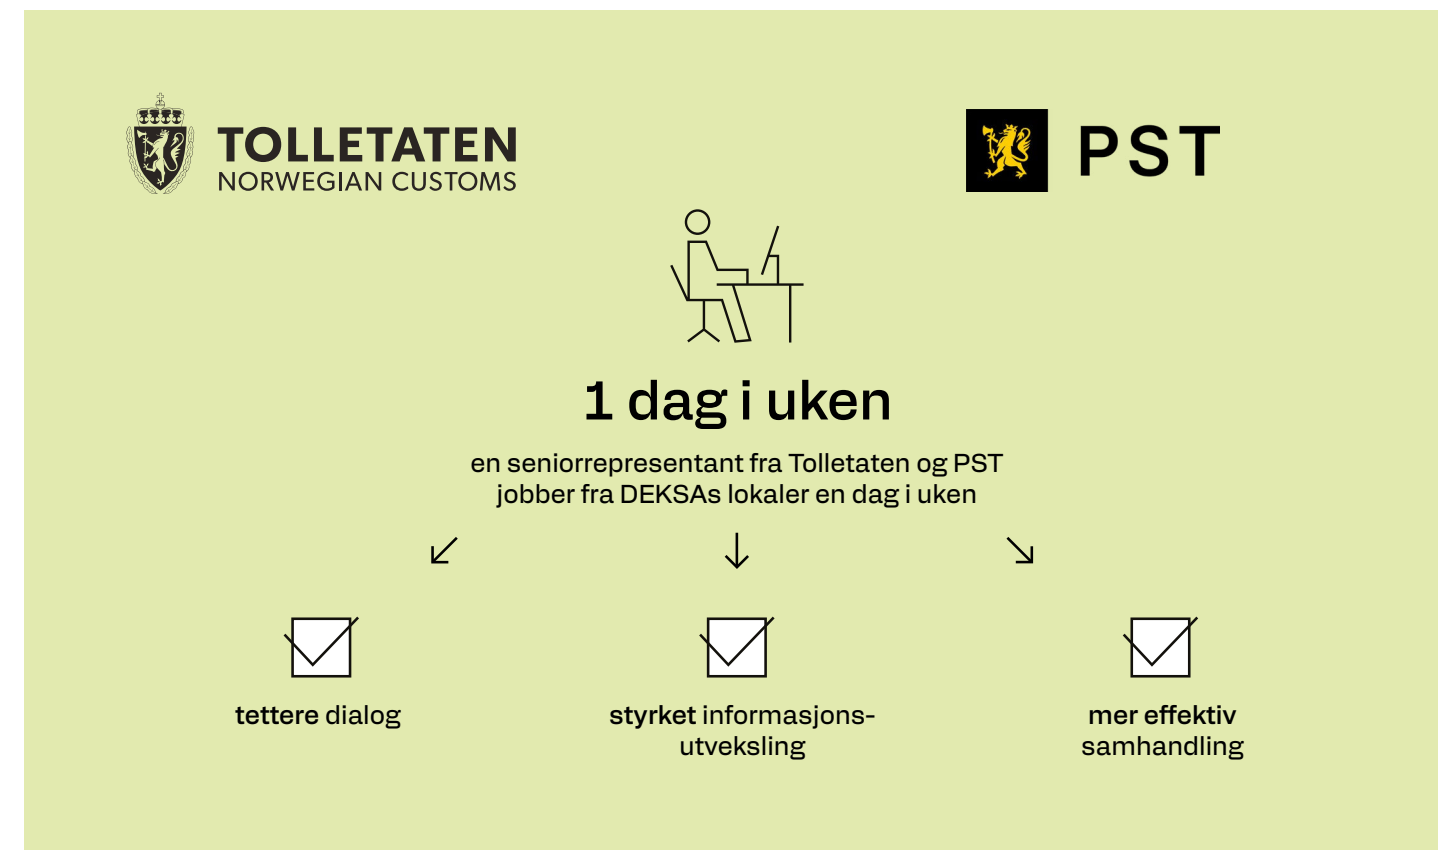 TOLLETATEN
NORWEGIAN CUSTOMS
PST
1 dag i uken
en seniorrepresentant fra Tolletaten og PST
jobber fra DEKSAs lokaler en dag i uken
tettere dialog
styrket informasjons-
utveksling
mer effektiv
samhandling